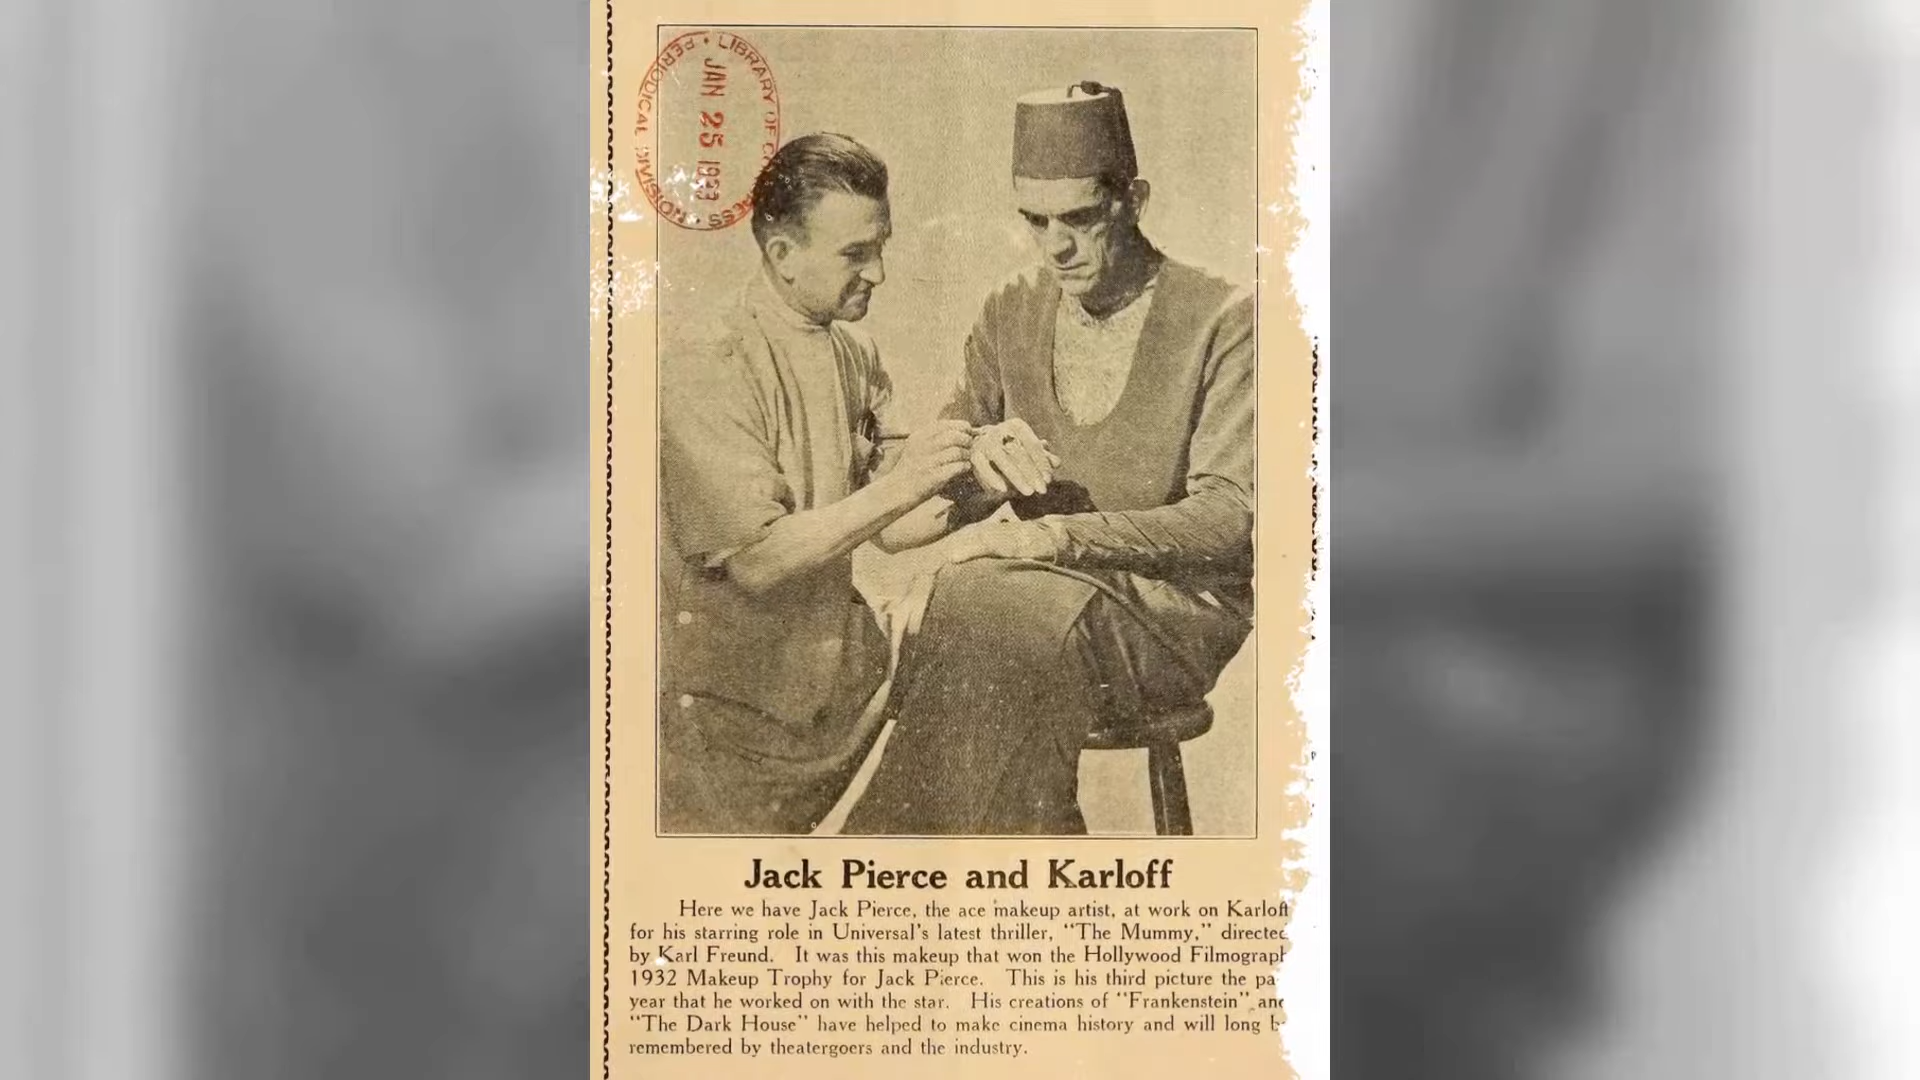 LIBRARY OF CONGRESS
PERIODICAL DIVISION
JAN 25 1933
Jack Pierce and Karloff
Here we have Jack Pierce, the ace makeup artist, at work on Karloff
for his starring role in Universal's latest thriller, "The Mummy," directed
by Karl Freund. It was this makeup that won the Hollywood Filmograph
1932 Makeup Trophy for Jack Pierce. This is his third picture the pa
year that he worked on with the star. His creations of "Frankenstein" and
"The Dark House" have helped to make cinema history and will long b
remembered by theatergoers and the industry.